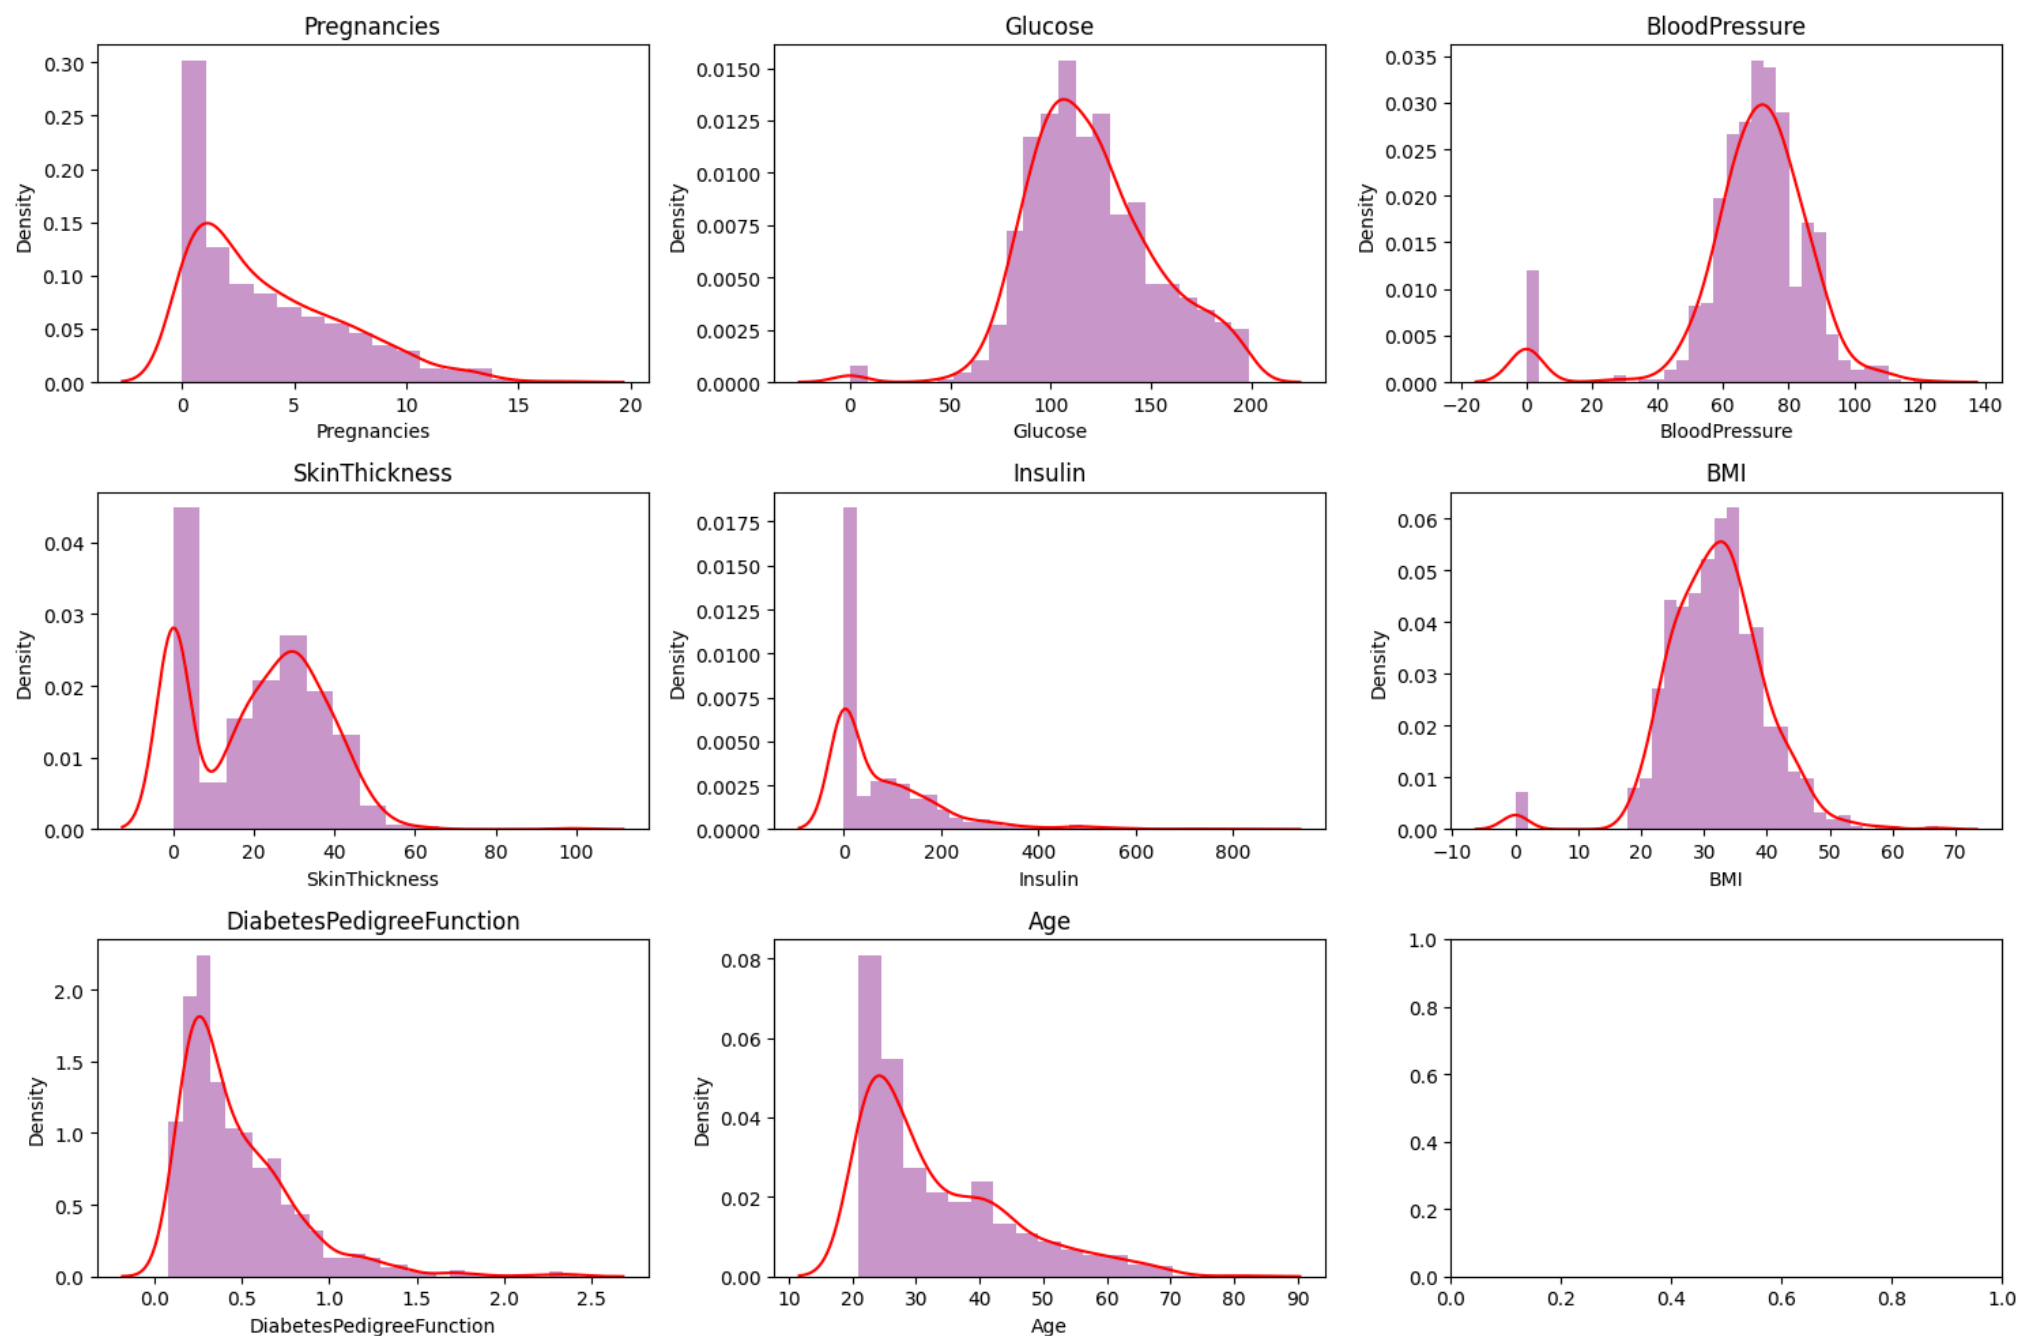 Pregnancies
Density
0.30
0.25
0.20
0.15
0.10
0.05
0.00
0 5 10 15 20
Pregnancies
Glucose
Density
0.0150
0.0125
0.0100
0.0075
0.0050
0.0025
0.0000
0 50 100 150 200
Glucose
BloodPressure
Density
0.035
0.030
0.025
0.020
0.015
0.010
0.005
0.000
−20 0 20 40 60 80 100 120 140
BloodPressure
SkinThickness
Density
0.04
0.03
0.02
0.01
0.00
0 20 40 60 80 100
SkinThickness
Insulin
Density
0.0175
0.0150
0.0125
0.0100
0.0075
0.0050
0.0025
0.0000
0 200 400 600 800
Insulin
BMI
Density
0.06
0.05
0.04
0.03
0.02
0.01
0.00
−10 0 10 20 30 40 50 60 70
BMI
DiabetesPedigreeFunction
Density
2.0
1.5
1.0
0.5
0.0
0.0 0.5 1.0 1.5 2.0 2.5
DiabetesPedigreeFunction
Age
Density
0.08
0.06
0.04
0.02
0.00
10 20 30 40 50 60 70 80 90
Age
1.0
0.8
0.6
0.4
0.2
0.0
0.0 0.2 0.4 0.6 0.8 1.0